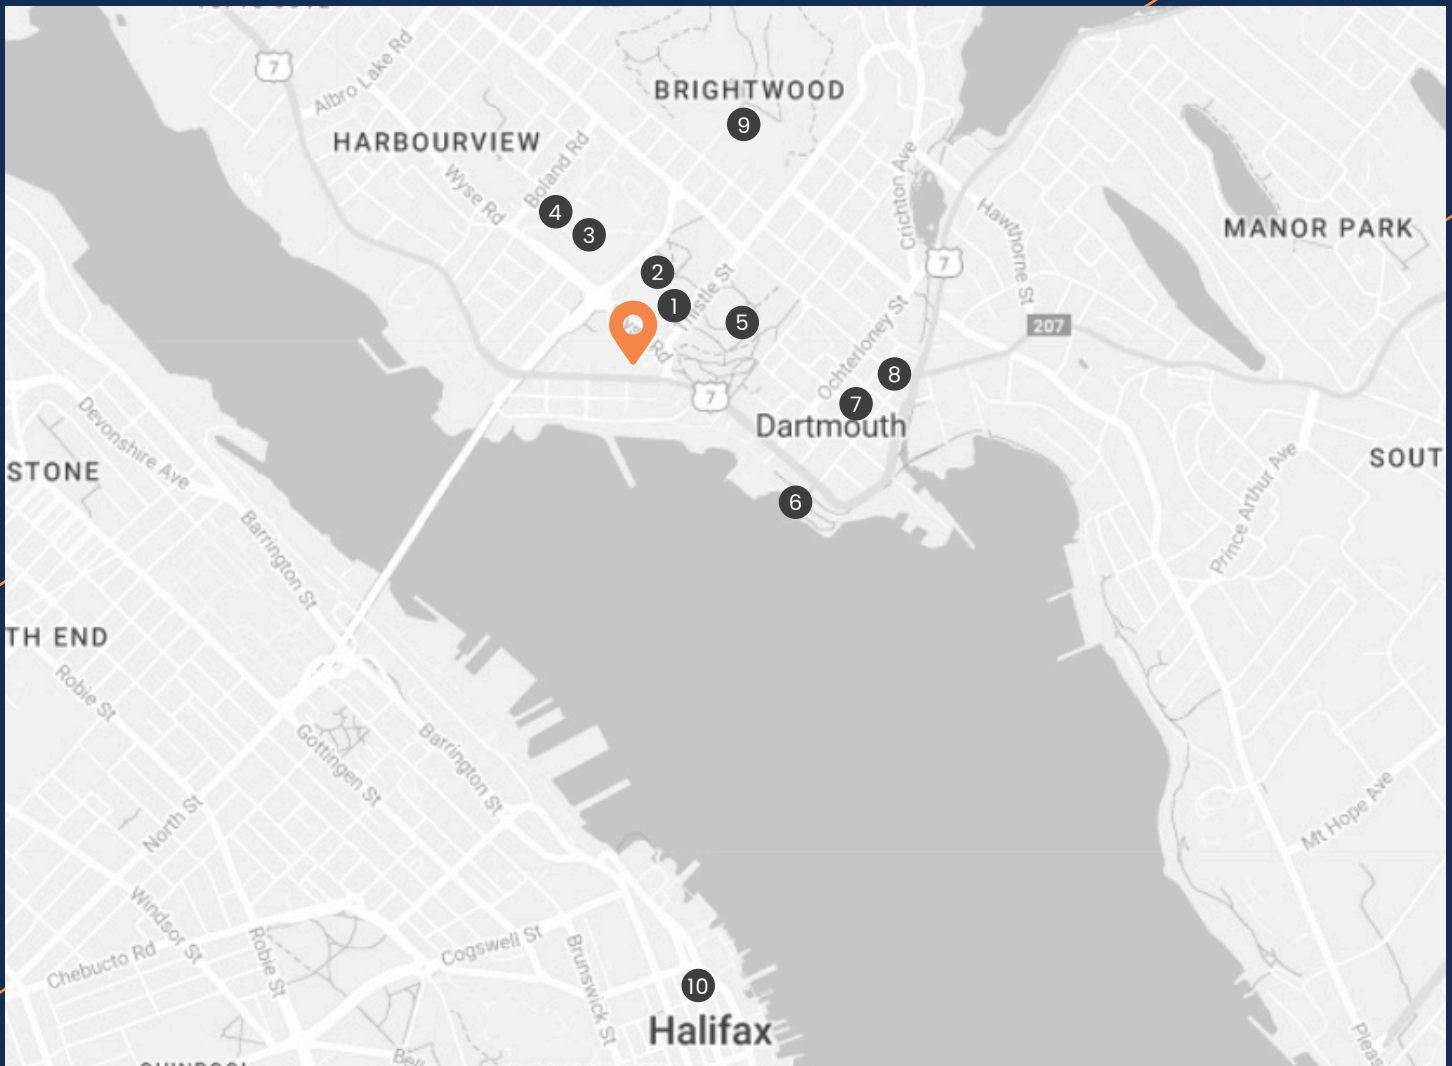 7
Albro Lake Rd
BRIGHTWOOD
9
HARBOURVIEW
Boland Rd
Wyse Rd
Crichton Ave
Hawthorne St
MANOR PARK
4
3
7
2
1
5
207
Ochterloney St
Rd
7
8
7
Dartmouth
Devonshire Ave
STONE
SOUT
Prince Arthur Ave
6
Barrington St
TH END
Robie St
Gottingen St
Barrington St
North St
Mt Hope Ave
Windsor St
Chebucto Rd
Robie St
Cogswell St
Brunswick St
10
Halifax
Pleas
Bell